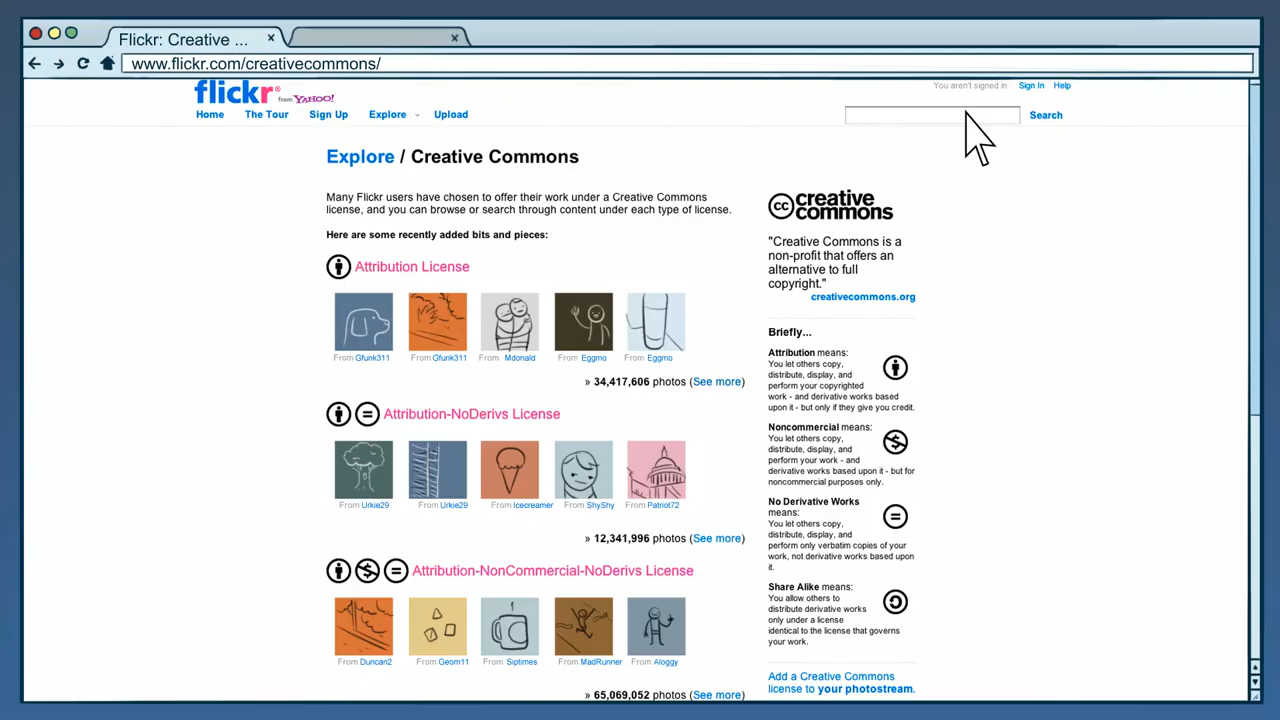 Flickr: Creative ...
www.flickr.com/creativecommons/
flickr from YAHOO!
You aren't signed in Sign In Help
Home The Tour Sign Up Explore Upload
Search
Explore / Creative Commons
Many Flickr users have chosen to offer their work under a Creative Commons
license, and you can browse or search through content under each type of license.
Here are some recently added bits and pieces:
Attribution License
From Gfunk311 From Gfunk311 From Mdonald From Eggmo From Eggmo
» 34,417,606 photos (See more)
Attribution-NoDerivs License
From Urkie29 From Urkie29 From Icecreamer From ShyShy From Patriot72
» 12,341,996 photos (See more)
Attribution-NonCommercial-NoDerivs License
From Duncan2 From Geom11 From Siptimes From MadRunner From Aloggy
» 65,069,052 photos (See more)
cc creative
commons
"Creative Commons is a
non-profit that offers an
alternative to full
copyright."
creativecommons.org
Briefly...
Attribution means:
You let others copy,
distribute, display, and
perform your copyrighted
work - and derivative works based
upon it - but only if they give you credit.
Noncommercial means:
You let others copy,
distribute, display, and
perform your work - and
derivative works based upon it - but for
noncommercial purposes only.
No Derivative Works
means:
You let others copy,
distribute, display, and
perform only verbatim copies of your
work, not derivative works based upon
it.
Share Alike means:
You allow others to
distribute derivative works
only under a license
identical to the license that governs
your work.
Add a Creative Commons
license to your photostream.